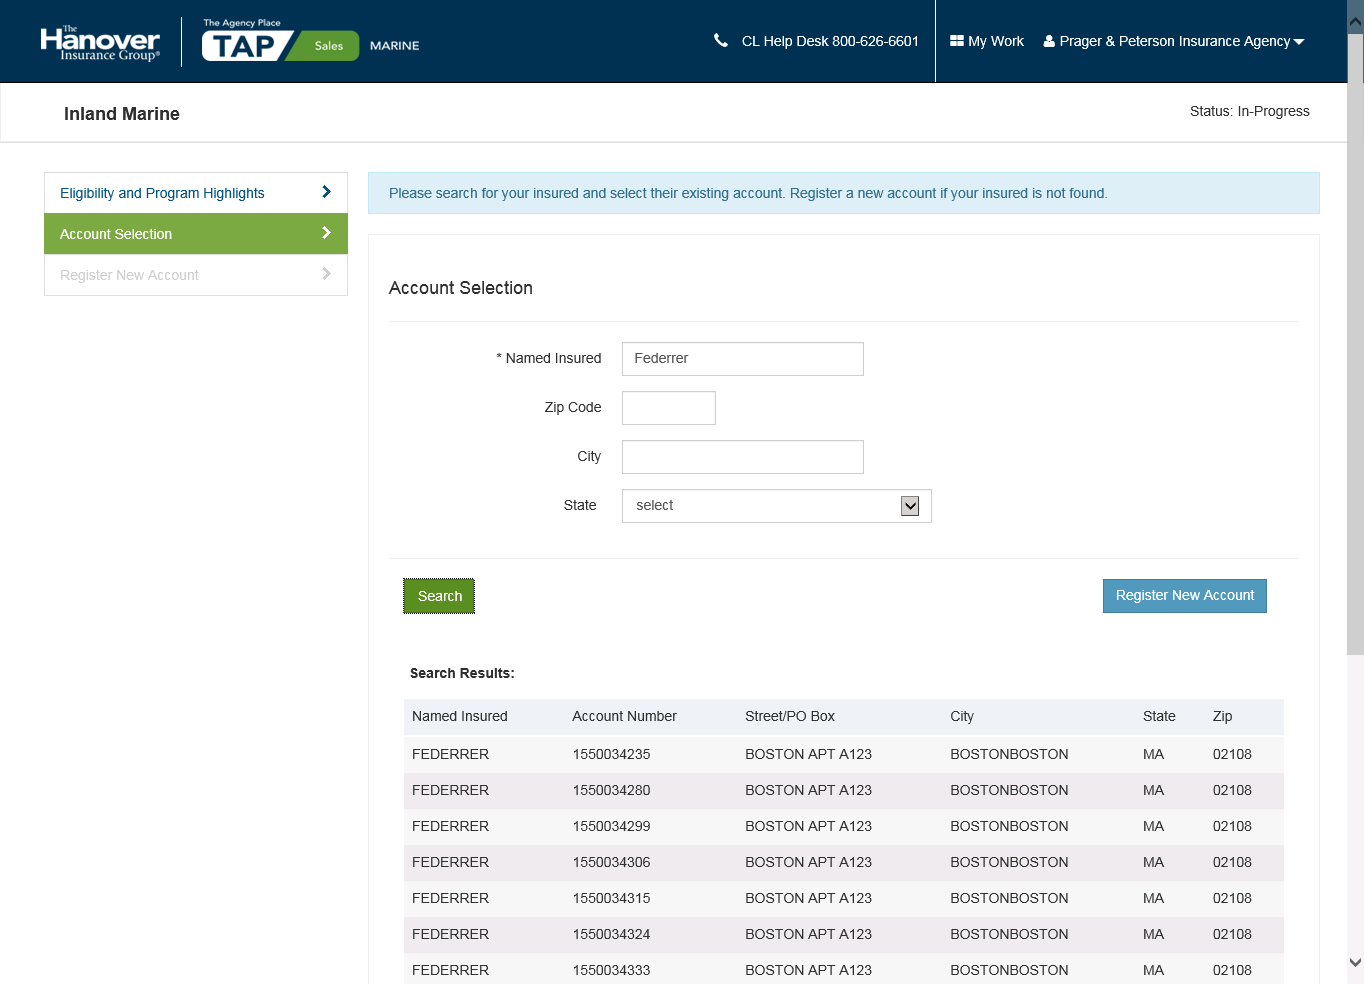 The Hanover Insurance Group®
The Agency Place
TAP Sales MARINE
CL Help Desk 800-626-6601
My Work
Prager & Peterson Insurance Agency
Inland Marine
Status: In-Progress
Eligibility and Program Highlights
Account Selection
Register New Account
Please search for your insured and select their existing account. Register a new account if your insured is not found.
Account Selection
* Named Insured Federrer
Zip Code
City
State select
Search
Register New Account
Search Results:
Named Insured Account Number Street/PO Box City State Zip
FEDERRER 1550034235 BOSTON APT A123 BOSTONBOSTON MA 02108
FEDERRER 1550034280 BOSTON APT A123 BOSTONBOSTON MA 02108
FEDERRER 1550034299 BOSTON APT A123 BOSTONBOSTON MA 02108
FEDERRER 1550034306 BOSTON APT A123 BOSTONBOSTON MA 02108
FEDERRER 1550034315 BOSTON APT A123 BOSTONBOSTON MA 02108
FEDERRER 1550034324 BOSTON APT A123 BOSTONBOSTON MA 02108
FEDERRER 1550034333 BOSTON APT A123 BOSTONBOSTON MA 02108